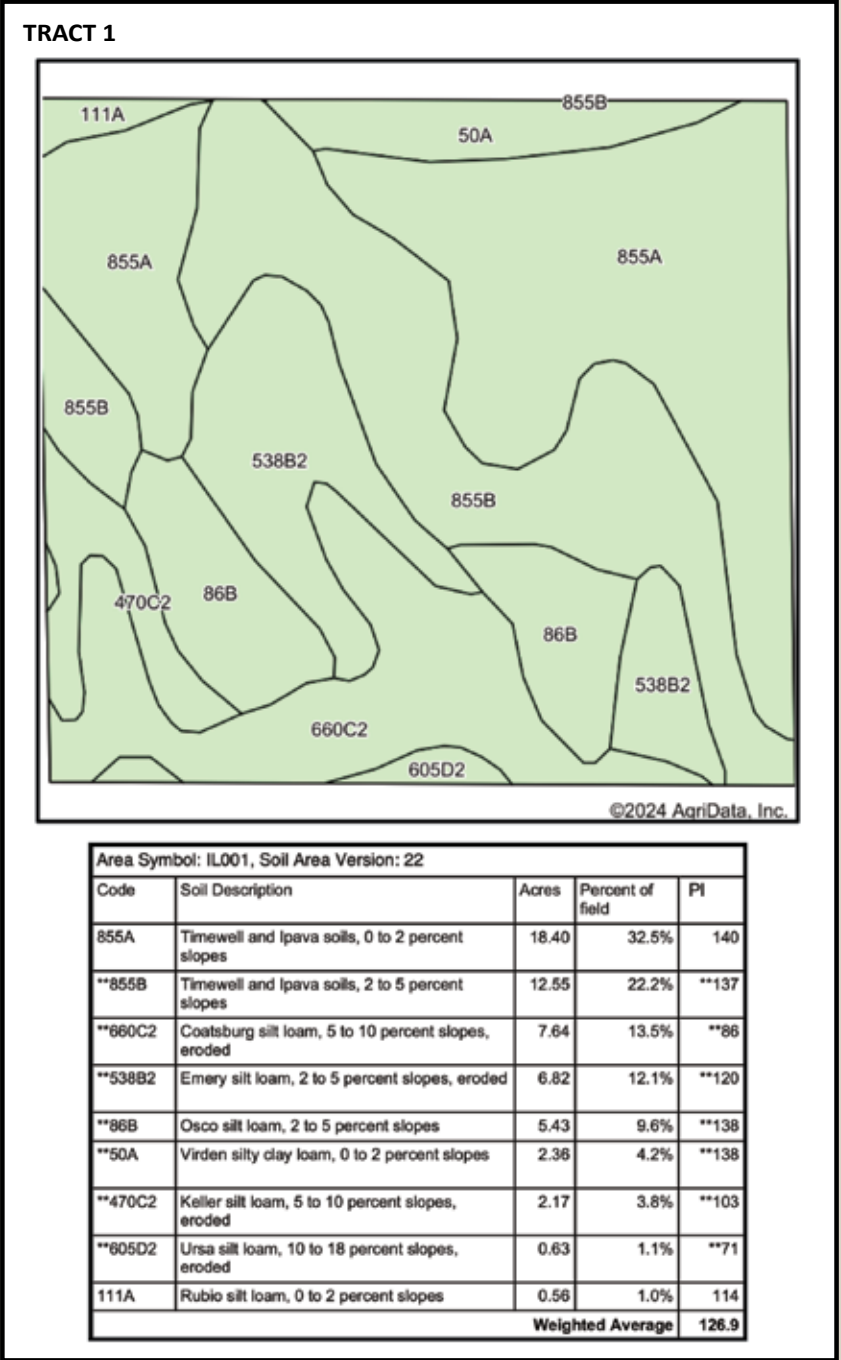 TRACT 1
111A
855B
50A
855A
855A
855B
538B2
855B
470C2
86B
86B
538B2
660C2
605D2
©2024 AgriData, Inc.
Area Symbol: IL001, Soil Area Version: 22
Code Soil Description Acres Percent of field PI
855A Timewell and Ipava soils, 0 to 2 percent slopes 18.40 32.5% 140
**855B Timewell and Ipava soils, 2 to 5 percent slopes 12.55 22.2% **137
**660C2 Coatsburg silt loam, 5 to 10 percent slopes, eroded 7.64 13.5% **86
**538B2 Emery silt loam, 2 to 5 percent slopes, eroded 6.82 12.1% **120
**86B Osco silt loam, 2 to 5 percent slopes 5.43 9.6% **138
**50A Virden silty clay loam, 0 to 2 percent slopes 2.36 4.2% **138
**470C2 Keller silt loam, 5 to 10 percent slopes, eroded 2.17 3.8% **103
**605D2 Ursa silt loam, 10 to 18 percent slopes, eroded 0.63 1.1% **71
111A Rubio silt loam, 0 to 2 percent slopes 0.56 1.0% 114
Weighted Average 126.9